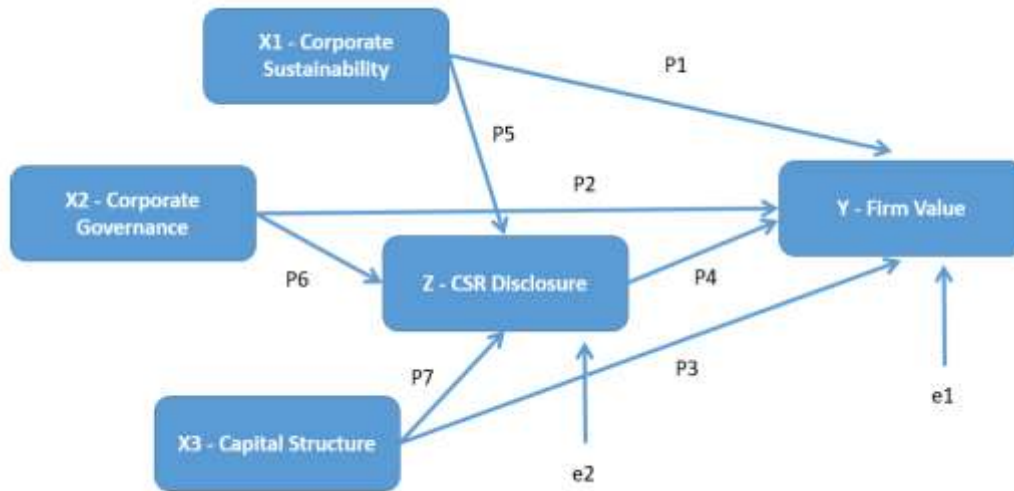 X1 - Corporate
Sustainability
P1
P5
X2 - Corporate
Governance
P2
Y - Firm Value
P6
Z - CSR Disclosure
P4
P7
P3
e1
X3 - Capital Structure
e2